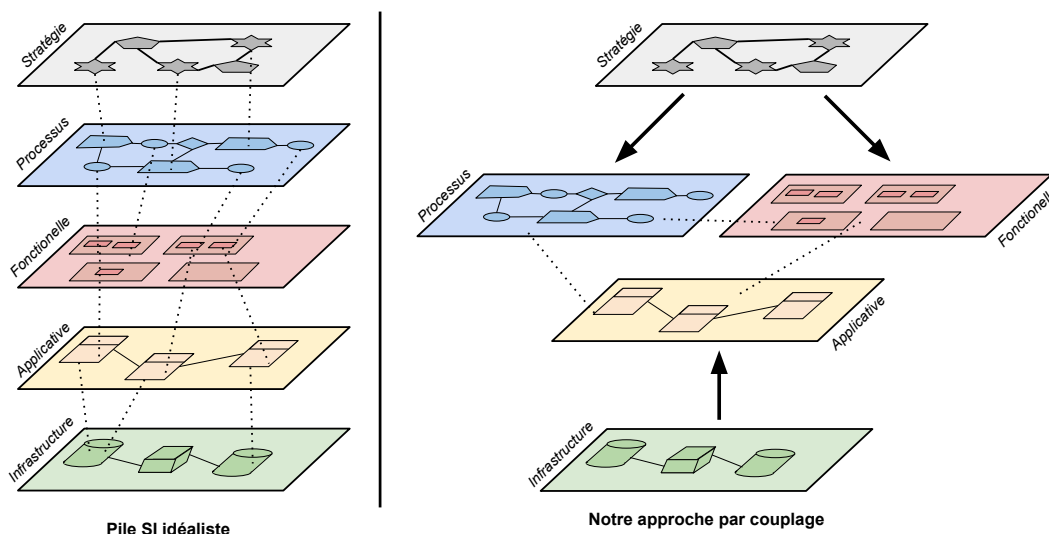 Stratégie
Processus
Fonctionelle
Applicative
Infrastructure
Pile SI idéaliste
Stratégie
Processus
Fonctionell
Applicative
Infrastructure
Notre approche par couplage